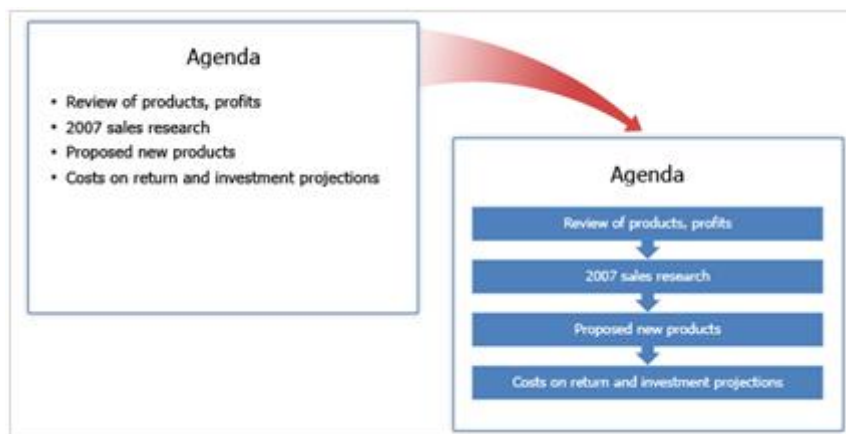 Agenda
• Review of products, profits
• 2007 sales research
• Proposed new products
• Costs on return and investment projections
Agenda
Review of products, profits
2007 sales research
Proposed new products
Costs on return and investment projections